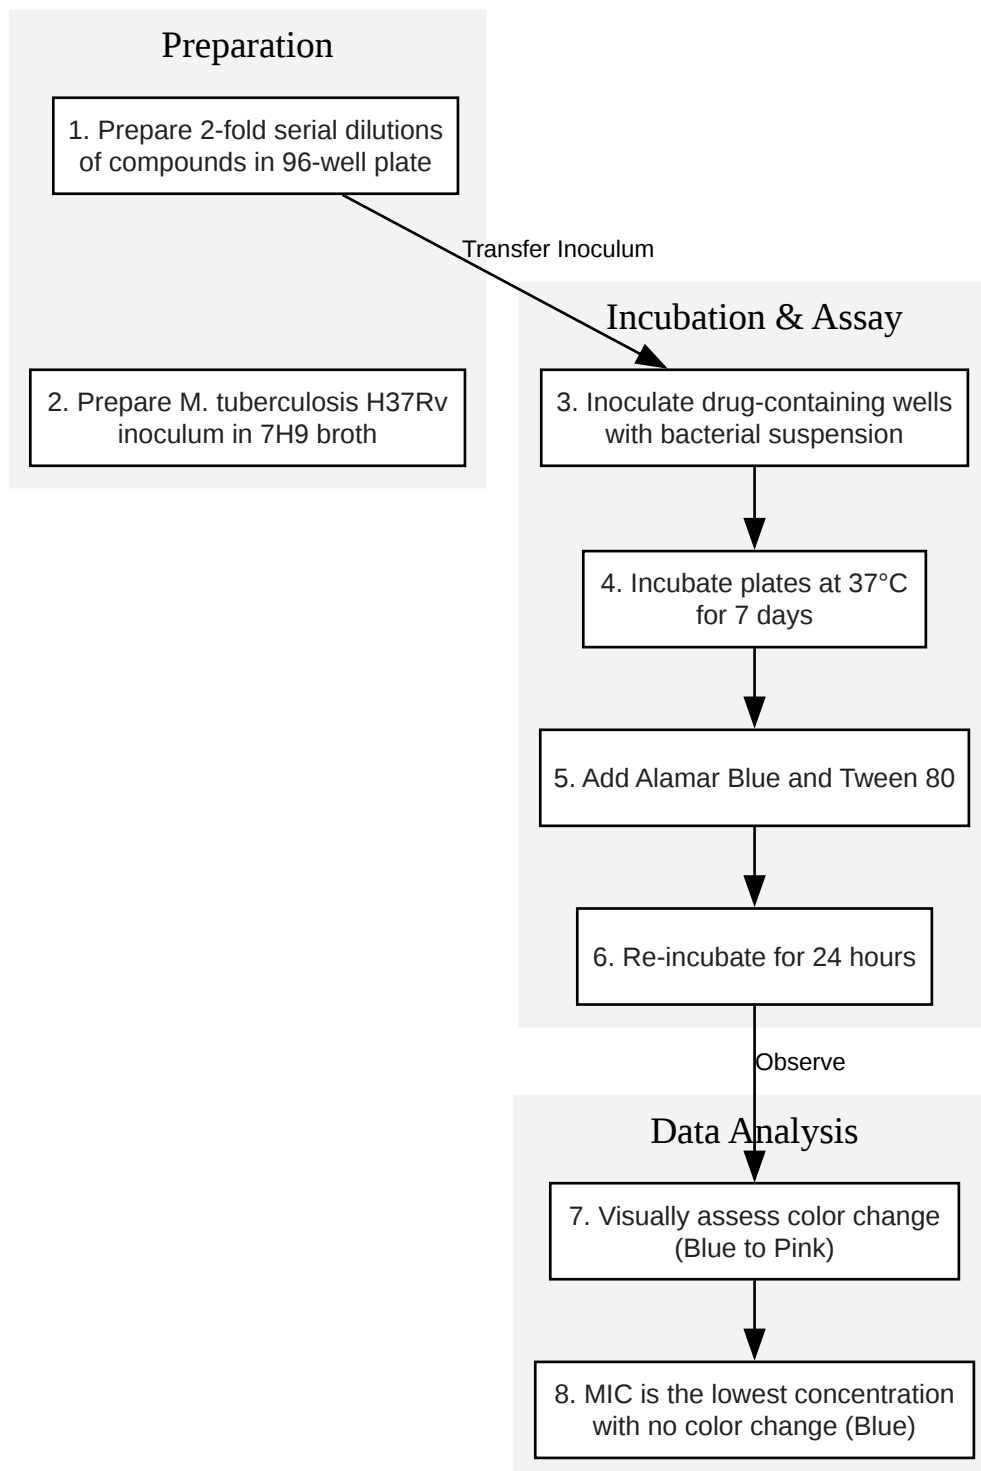 Preparation
1. Prepare 2-fold serial dilutions
of compounds in 96-well plate
Transfer Inoculum
2. Prepare M. tuberculosis H37Rv
inoculum in 7H9 broth
Incubation & Assay
3. Inoculate drug-containing wells
with bacterial suspension
4. Incubate plates at 37°C
for 7 days
5. Add Alamar Blue and Tween 80
6. Re-incubate for 24 hours
Observe
Data Analysis
7. Visually assess color change
(Blue to Pink)
8. MIC is the lowest concentration
with no color change (Blue)